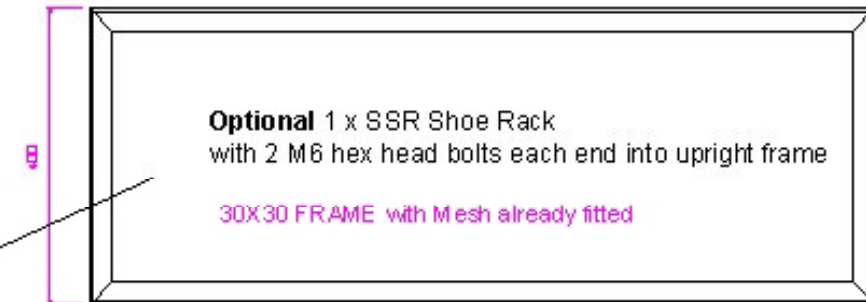 Optional 1 x SSR Shoe Rack
with 2 M6 hex head bolts each end into upright frame
30X30 FRAME with Mesh already fitted